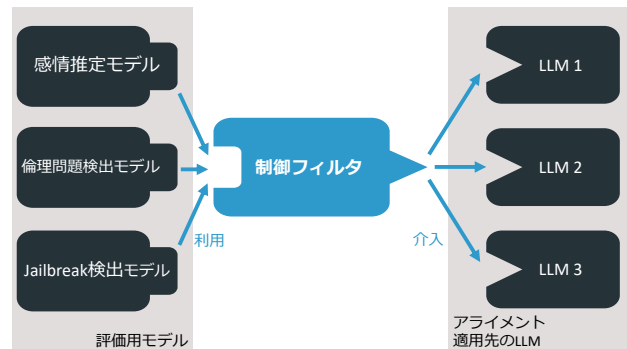 感情推定モデル
倫理問題検出モデル
Jailbreak検出モデル
評価用モデル
利用
制御フィルタ
介入
LLM 1
LLM 2
LLM 3
アライメント
適用先のLLM